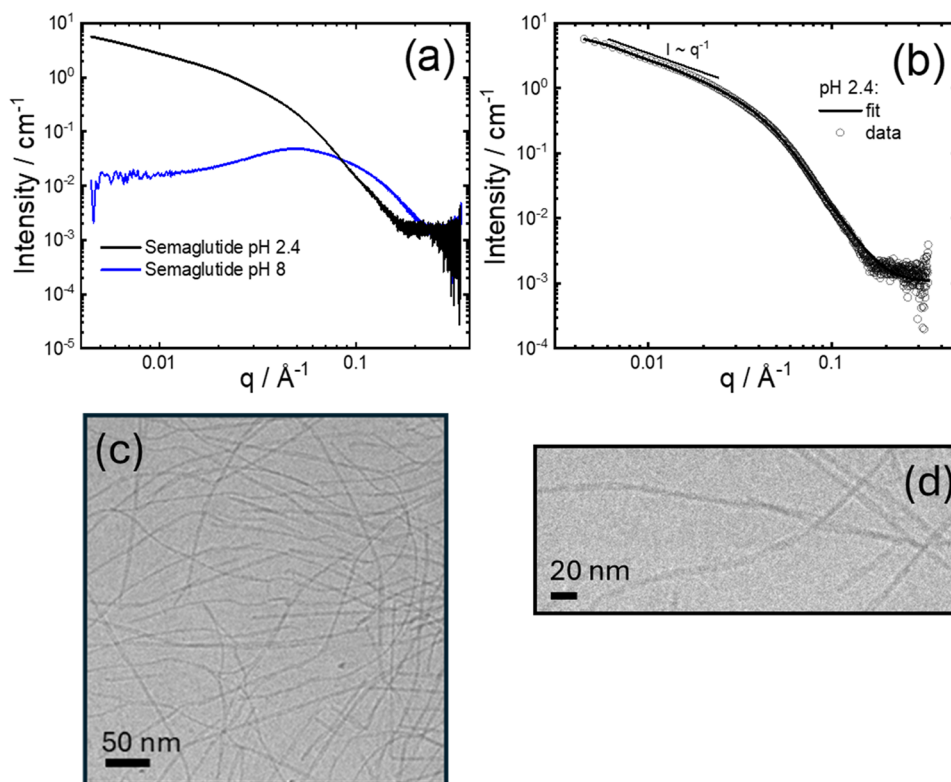 (a)
10¹
10⁰
10⁻¹
10⁻²
10⁻³
10⁻⁴
10⁻⁵
Intensity / cm⁻¹
Semaglutide pH 2.4
Semaglutide pH 8
0.01 0.1
q / Å⁻¹
(b)
10¹
10⁰
10⁻¹
10⁻²
10⁻³
10⁻⁴
Intensity / cm⁻¹
I ~ q⁻¹
pH 2.4:
fit
data
0.01 0.1
q / Å⁻¹
(c)
50 nm
(d)
20 nm